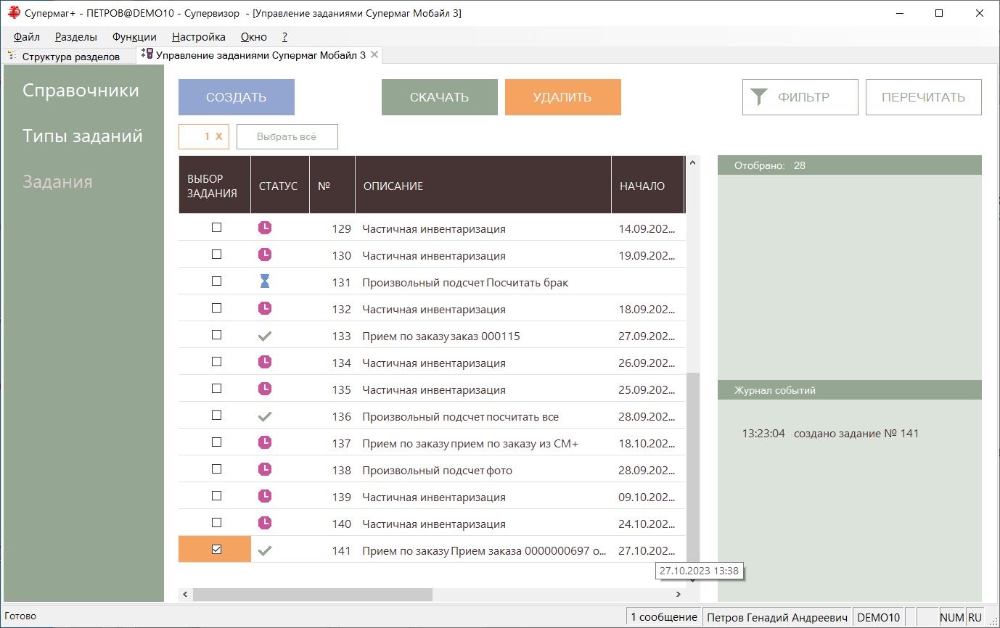 Супермаг+ - ПЕТРОВ@DEMO10 - Супервизор - [Управление заданиями Супермаг Мобайл 3]
Файл Разделы Функции Настройка Окно ?
Структура разделов Управление заданиями Супермаг Мобайл 3
Справочники
Типы заданий
Задания
СОЗДАТЬ СКАЧАТЬ УДАЛИТЬ ФИЛЬТР ПЕРЕЧИТАТЬ
1 X Выбрать всё
ВЫБОР ЗАДАНИЯ СТАТУС № ОПИСАНИЕ НАЧАЛО
129 Частичная инвентаризация 14.09.202...
130 Частичная инвентаризация 19.09.202...
131 Произвольный подсчет Посчитать брак
132 Частичная инвентаризация 18.09.202...
133 Прием по заказу заказ 000115 27.09.202...
134 Частичная инвентаризация 26.09.202...
135 Частичная инвентаризация 25.09.202...
136 Произвольный подсчет посчитать все 28.09.202...
137 Прием по заказу прием по заказу из СМ+ 18.10.202...
138 Произвольный подсчет фото 28.09.202...
139 Частичная инвентаризация 09.10.202...
140 Частичная инвентаризация 24.10.202...
141 Прием по заказу Прием заказа 0000000697 о... 27.10.202...
27.10.2023 13:38
Отобрано: 28
Журнал событий
13:23:04 создано задание № 141
Готово 1 сообщение Петров Генадий Андреевич DEMO10 NUM RU